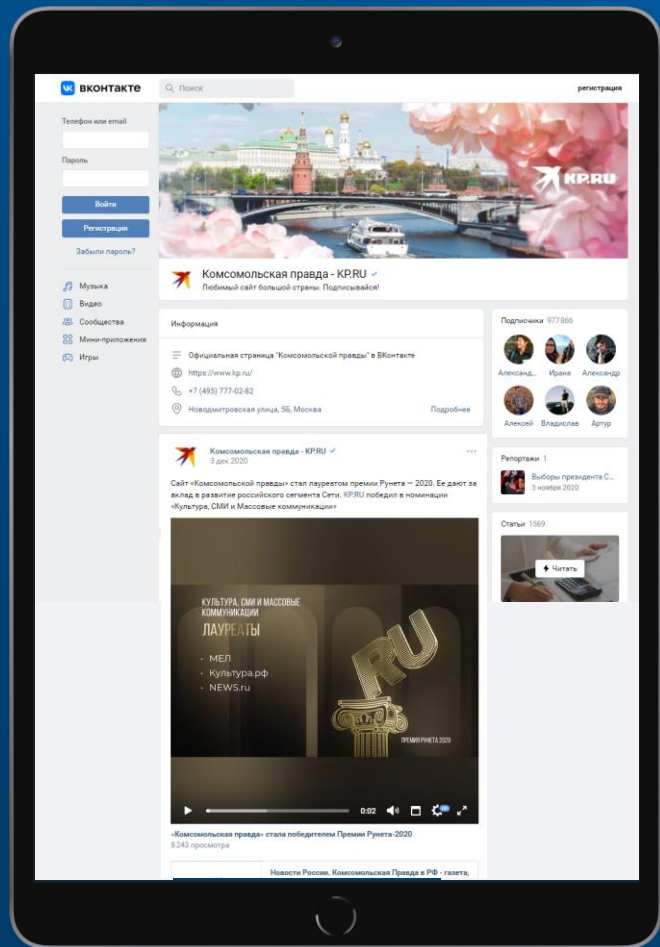 вконтакте
Поиск
регистрация
Телефон или email
Пароль
Войти
Регистрация
Забыли пароль?
Музыка
Видео
Сообщества
Мини-приложения
Игры
KP.RU
Комсомольская правда - KP.RU
Любимый сайт большой страны. Подписывайся!
Информация
Официальная страница "Комсомольской правды" в ВКонтакте
https://www.kp.ru/
+7 (495) 777-02-82
Новодмитровская улица, 5Б, Москва
Подробнее
Подписчики 977 866
Александ...
Ирана
Александр
Алексей
Владислав
Артур
Репортажи 1
Выборы президента С...
3 ноября 2020
Статьи 1569
Читать
Комсомольская правда - KP.RU
3 дек 2020
Сайт «Комсомольской правды» стал лауреатом премии Рунета — 2020. Ее дают за
вклад в развитие российского сегмента Сети. KP.RU победил в номинации
«Культура, СМИ и Массовые коммуникации»
КУЛЬТУРА, СМИ И МАССОВЫЕ
КОММУНИКАЦИИ
ЛАУРЕАТЫ
МЕЛ
Культура.рф
NEWS.ru
RU
ПРЕМИЯ РУНЕТА 2020
0:02
«Комсомольская правда» стала победителем Премии Рунета-2020
8 243 просмотра
Новости России. Комсомольская Правда в РФ - газета,